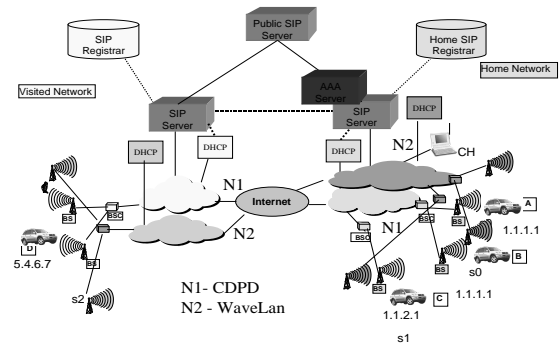 Public SIP
Server
SIP
Registrar
Home SIP
Registrar
AAA
Server
Visited Network
Home Network
SIP
Server
SIP
Server
DHCP
DHCP
DHCP
DHCP
N2
CH
N1
Internet
N2
N1
BS
BSC
BSC
BS
A
1.1.1.1
D
BS
5.4.6.7
BSC
BS
s0
B
1.1.1.1
BS
C
1.1.2.1
s1
s2
N1- CDPD
N2 - WaveLan